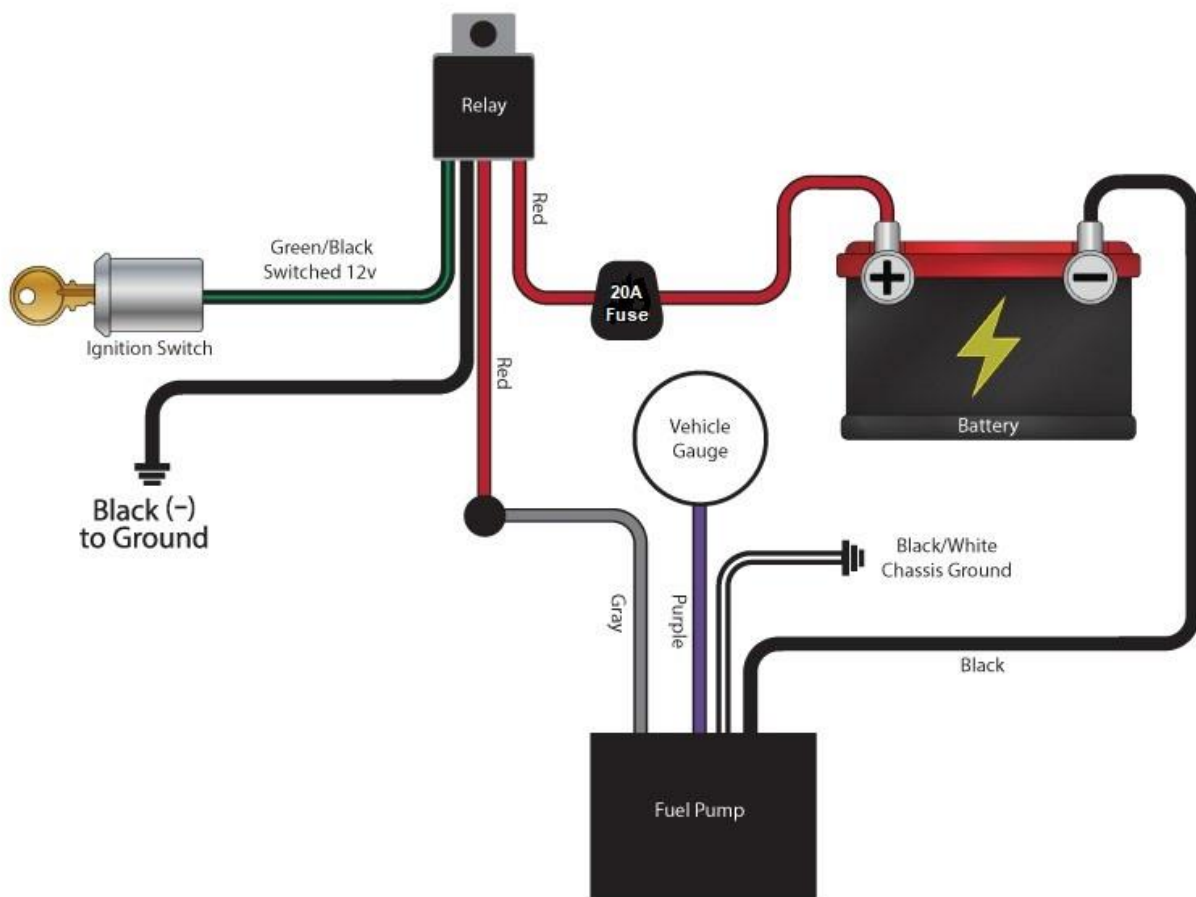 Relay
Red
Green/Black
Switched 12v
20A
Fuse
Ignition Switch
Red
Vehicle
Gauge
Battery
Black (-)
to Ground
Black/White
Chassis Ground
Gray
Purple
Black
Fuel Pump